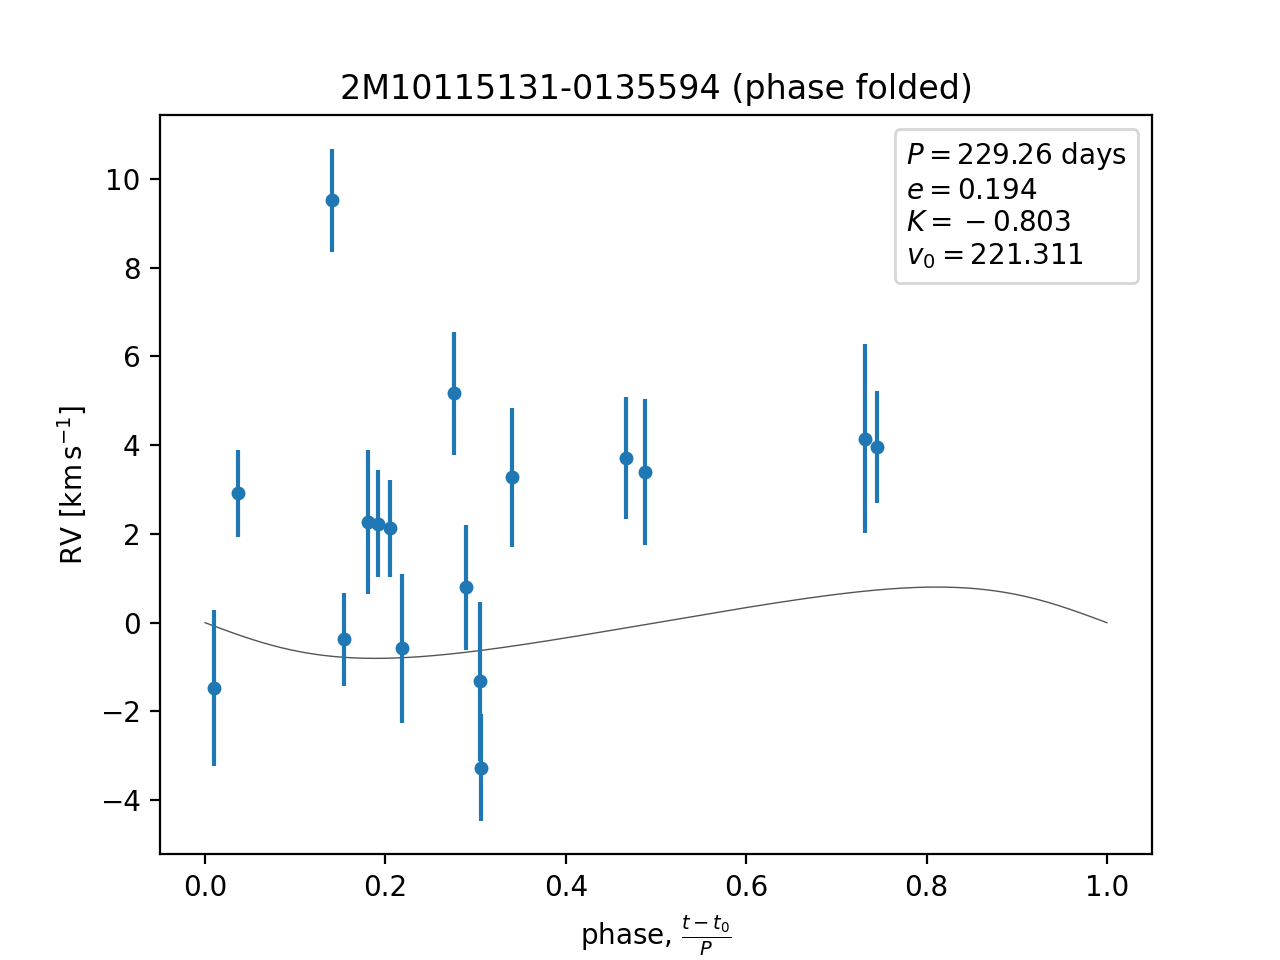 2M10115131-0135594 (phase folded)
P = 229.26 days
e = 0.194
K = −0.803
v₀ = 221.311
10
8
6
4
2
0
−2
−4
RV [km s⁻¹]
0.0 0.2 0.4 0.6 0.8 1.0
phase, (t − t₀)/P